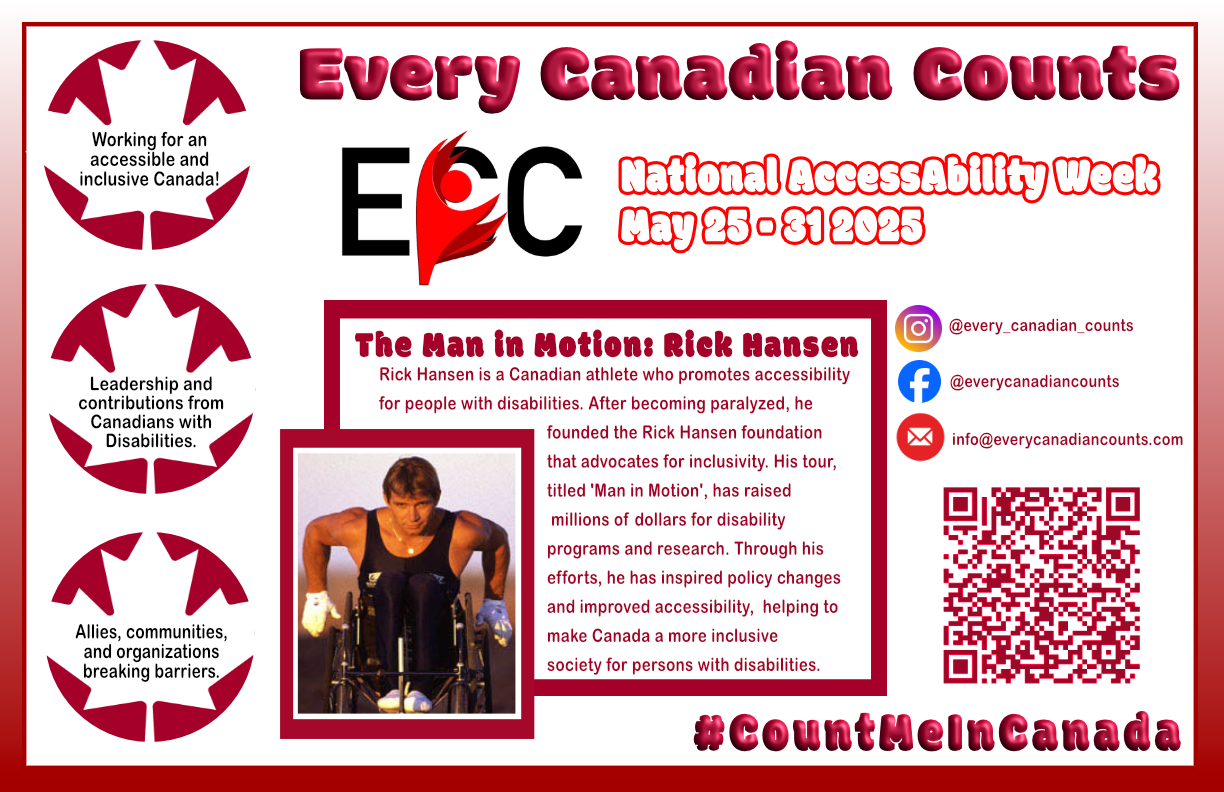 Every Canadian Counts
ECC
National AccessAbility Week
May 25 - 31 2025
Working for an
accessible and
inclusive Canada!
Leadership and
contributions from
Canadians with
Disabilities.
Allies, communities,
and organizations
breaking barriers.
The Man in Motion: Rick Hansen
Rick Hansen is a Canadian athlete who promotes accessibility
for people with disabilities. After becoming paralyzed, he
founded the Rick Hansen foundation
that advocates for inclusivity. His tour,
titled 'Man in Motion', has raised
millions of dollars for disability
programs and research. Through his
efforts, he has inspired policy changes
and improved accessibility, helping to
make Canada a more inclusive
society for persons with disabilities.
@every_canadian_counts
@everycanadiancounts
info@everycanadiancounts.com
#CountMeInCanada